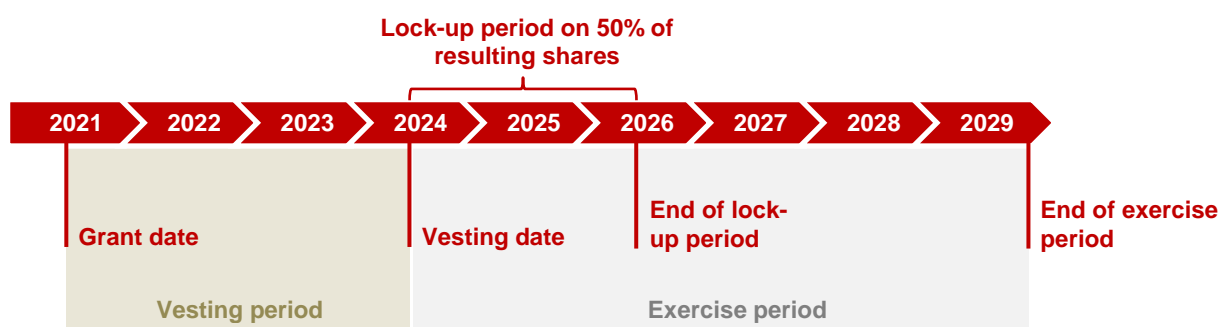 Lock-up period on 50% of
resulting shares
2021 2022 2023 2024 2025 2026 2027 2028 2029
Grant date
Vesting date
End of lock-
up period
End of exercise
period
Vesting period
Exercise period